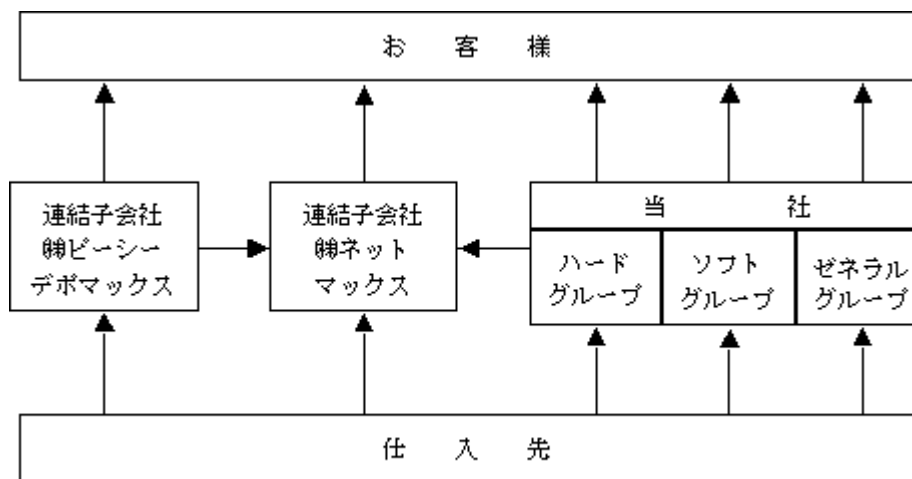 お客様
連結子会社
㈱ピーシー
デポマックス
連結子会社
㈱ネット
マックス
当社
ハード
グループ
ソフト
グループ
ゼネラル
グループ
仕入先